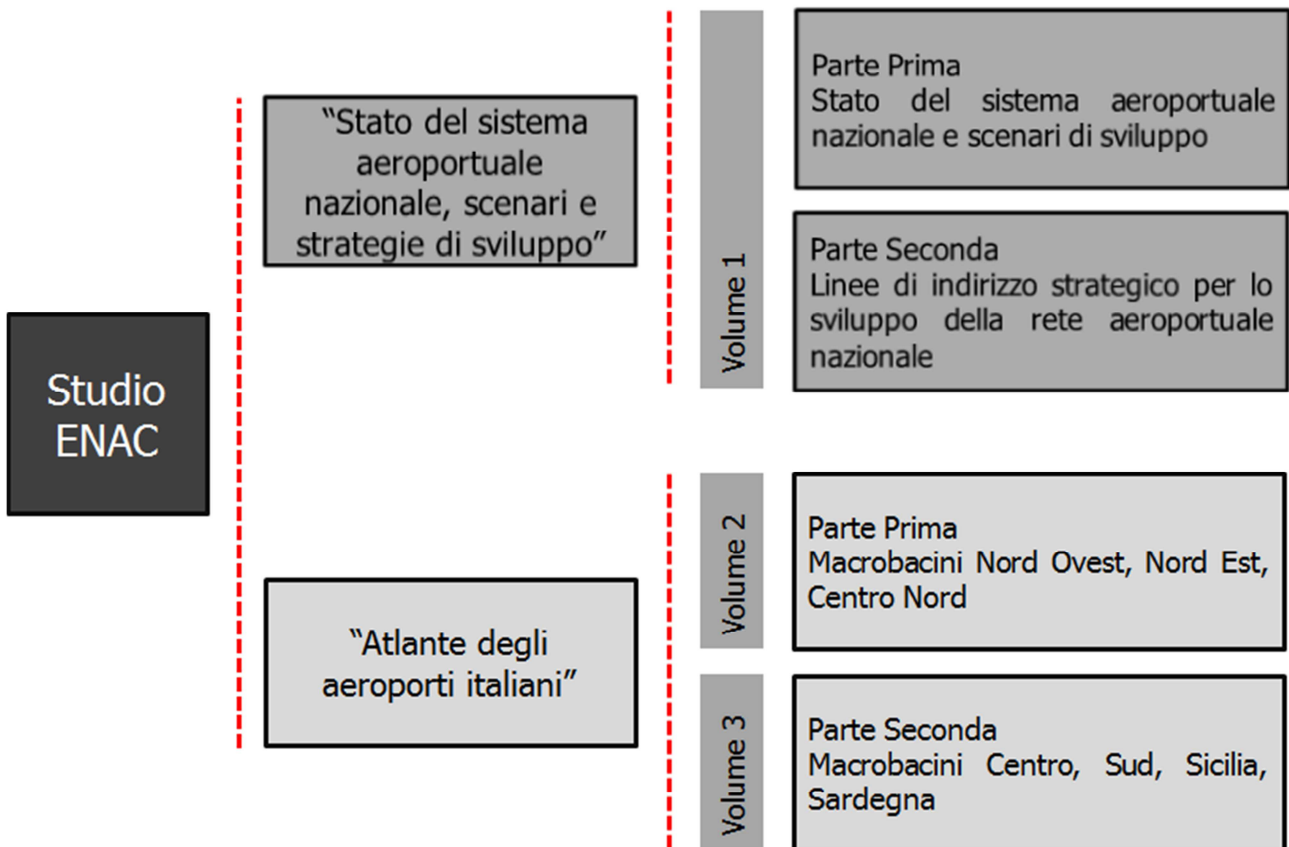 Studio
ENAC
“Stato del sistema
aeroportuale
nazionale, scenari e
strategie di sviluppo”
Volume 1
Parte Prima
Stato del sistema aeroportuale
nazionale e scenari di sviluppo
Parte Seconda
Linee di indirizzo strategico per lo
sviluppo della rete aeroportuale
nazionale
“Atlante degli
aeroporti italiani”
Volume 2
Parte Prima
Macrobacini Nord Ovest, Nord Est,
Centro Nord
Volume 3
Parte Seconda
Macrobacini Centro, Sud, Sicilia,
Sardegna